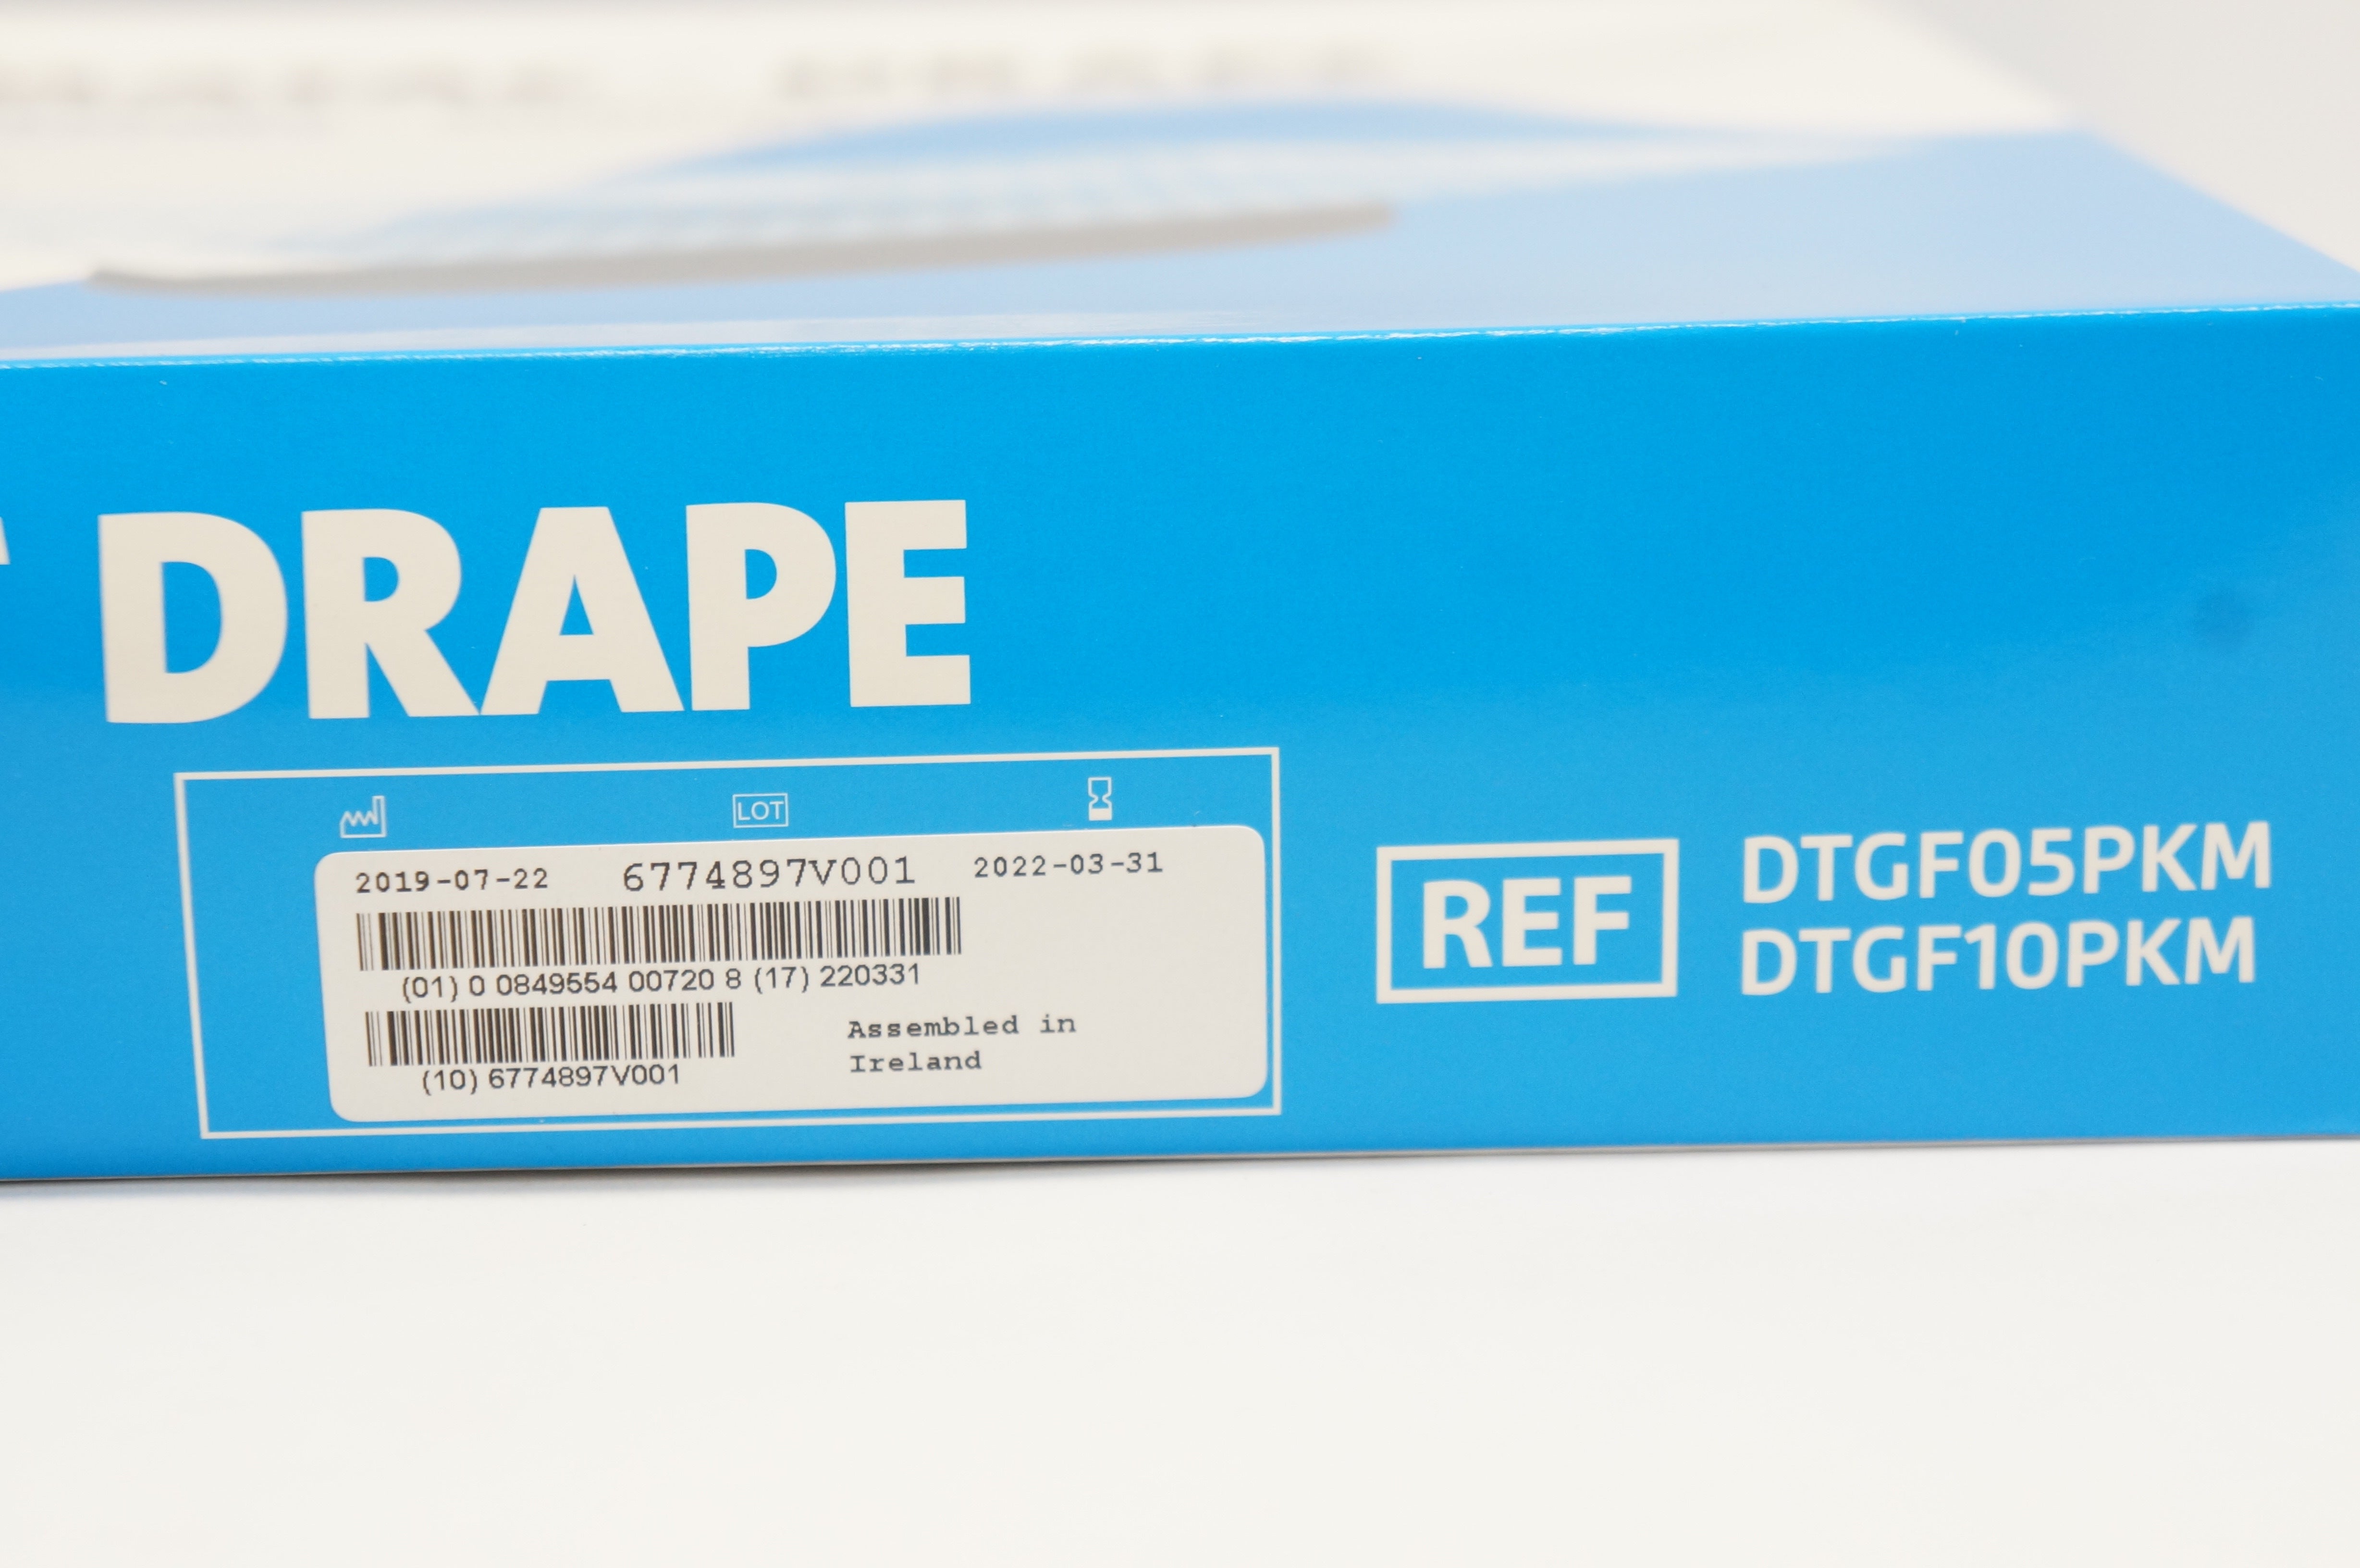 DRAPE
LOT
2019-07-22 6774897V001 2022-03-31
(01) 0 0849554 00720 8 (17) 220331
(10) 6774897V001
Assembled in
Ireland
REF
DTGF05PKM
DTGF10PKM